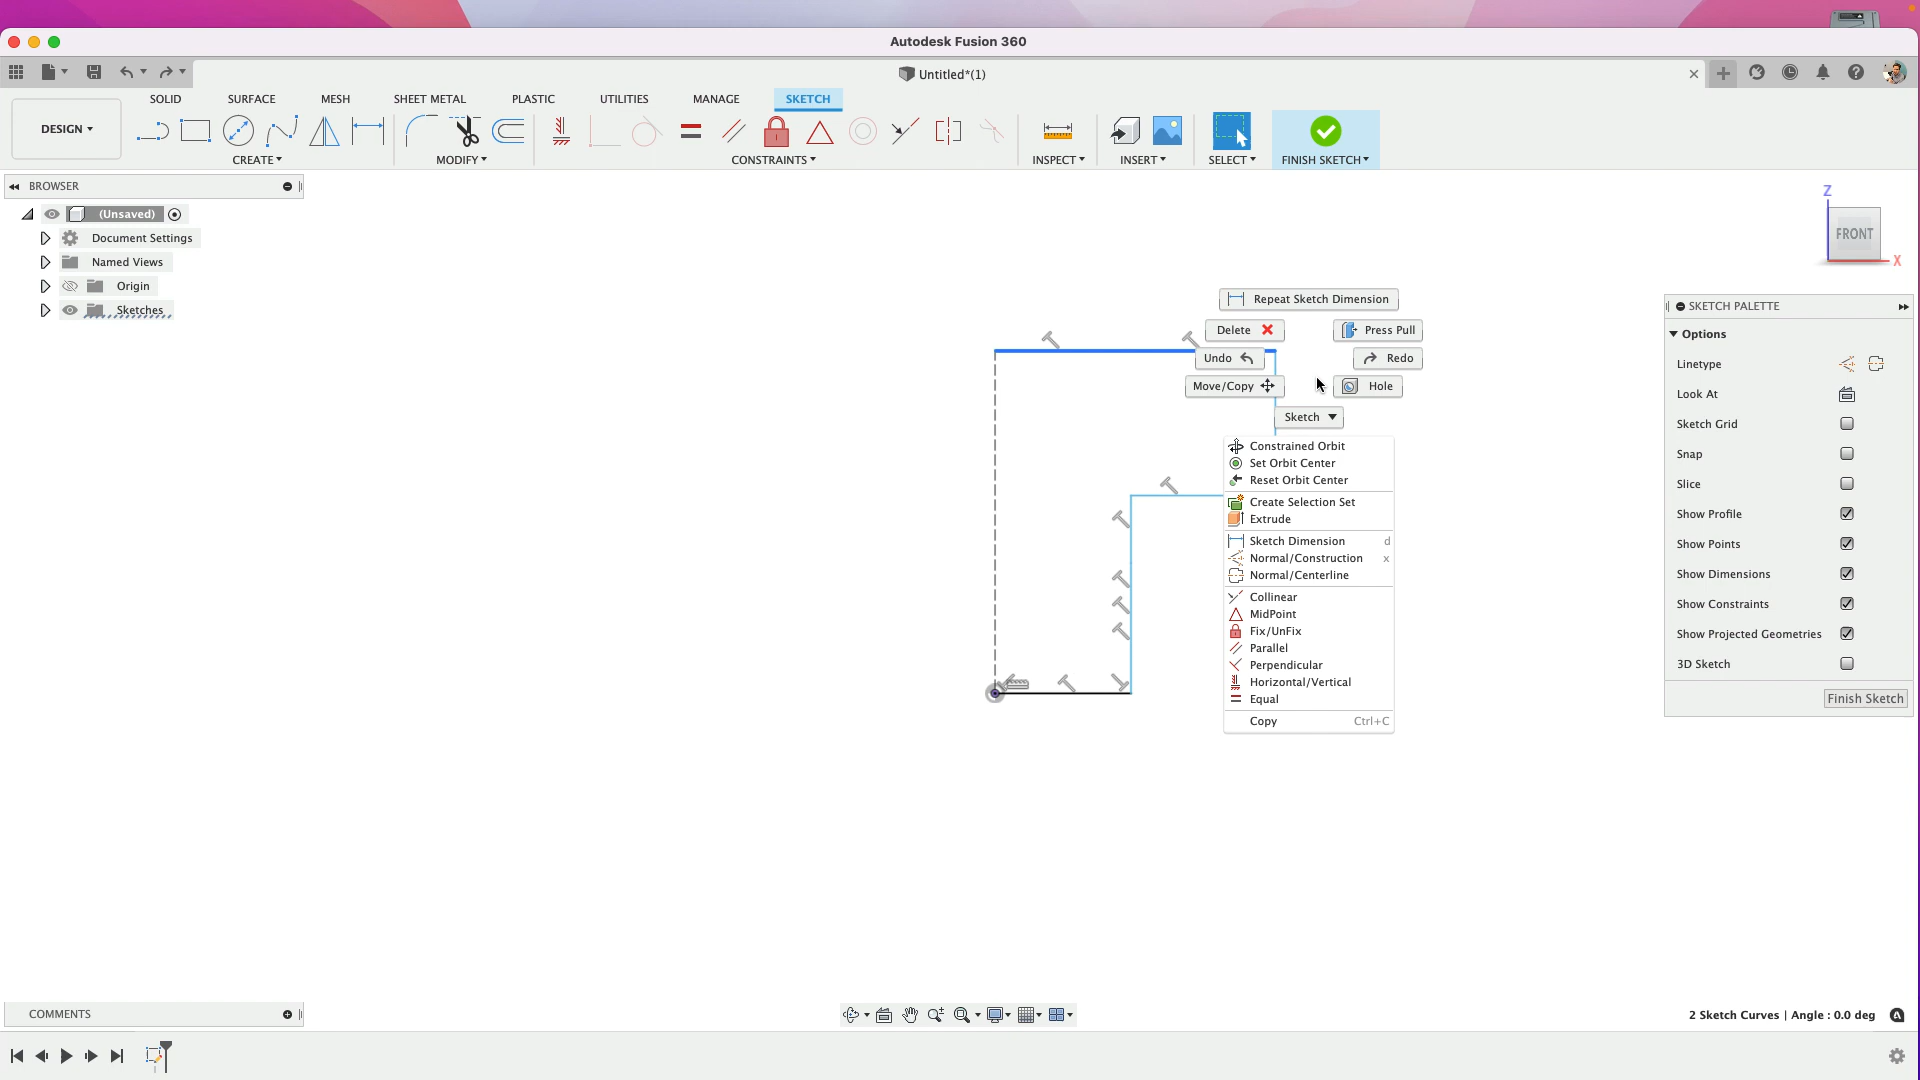 Autodesk Fusion 360
Untitled*(1)
SOLID SURFACE MESH SHEET METAL PLASTIC UTILITIES MANAGE SKETCH
DESIGN
CREATE MODIFY CONSTRAINTS INSPECT INSERT SELECT FINISH SKETCH
BROWSER
(Unsaved)
Document Settings
Named Views
Origin
Sketches
Z
FRONT
X
Repeat Sketch Dimension
Delete Press Pull
Undo Redo
Move/Copy Hole
Sketch
Constrained Orbit
Set Orbit Center
Reset Orbit Center
Create Selection Set
Extrude
Sketch Dimension d
Normal/Construction x
Normal/Centerline
Collinear
MidPoint
Fix/UnFix
Parallel
Perpendicular
Horizontal/Vertical
Equal
Copy Ctrl+C
SKETCH PALETTE
Options
Linetype
Look At
Sketch Grid
Snap
Slice
Show Profile
Show Points
Show Dimensions
Show Constraints
Show Projected Geometries
3D Sketch
Finish Sketch
COMMENTS
2 Sketch Curves | Angle : 0.0 deg